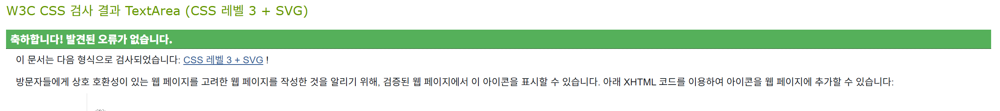 W3C CSS 검사 결과 TextArea (CSS 레벨 3 + SVG)
축하합니다! 발견된 오류가 없습니다.
이 문서는 다음 형식으로 검사되었습니다: CSS 레벨 3 + SVG !
방문자들에게 상호 호환성이 있는 웹 페이지를 고려한 웹 페이지를 작성한 것을 알리기 위해, 검증된 웹 페이지에서 이 아이콘을 표시할 수 있습니다. 아래 XHTML 코드를 이용하여 아이콘을 웹 페이지에 추가할 수 있습니다: